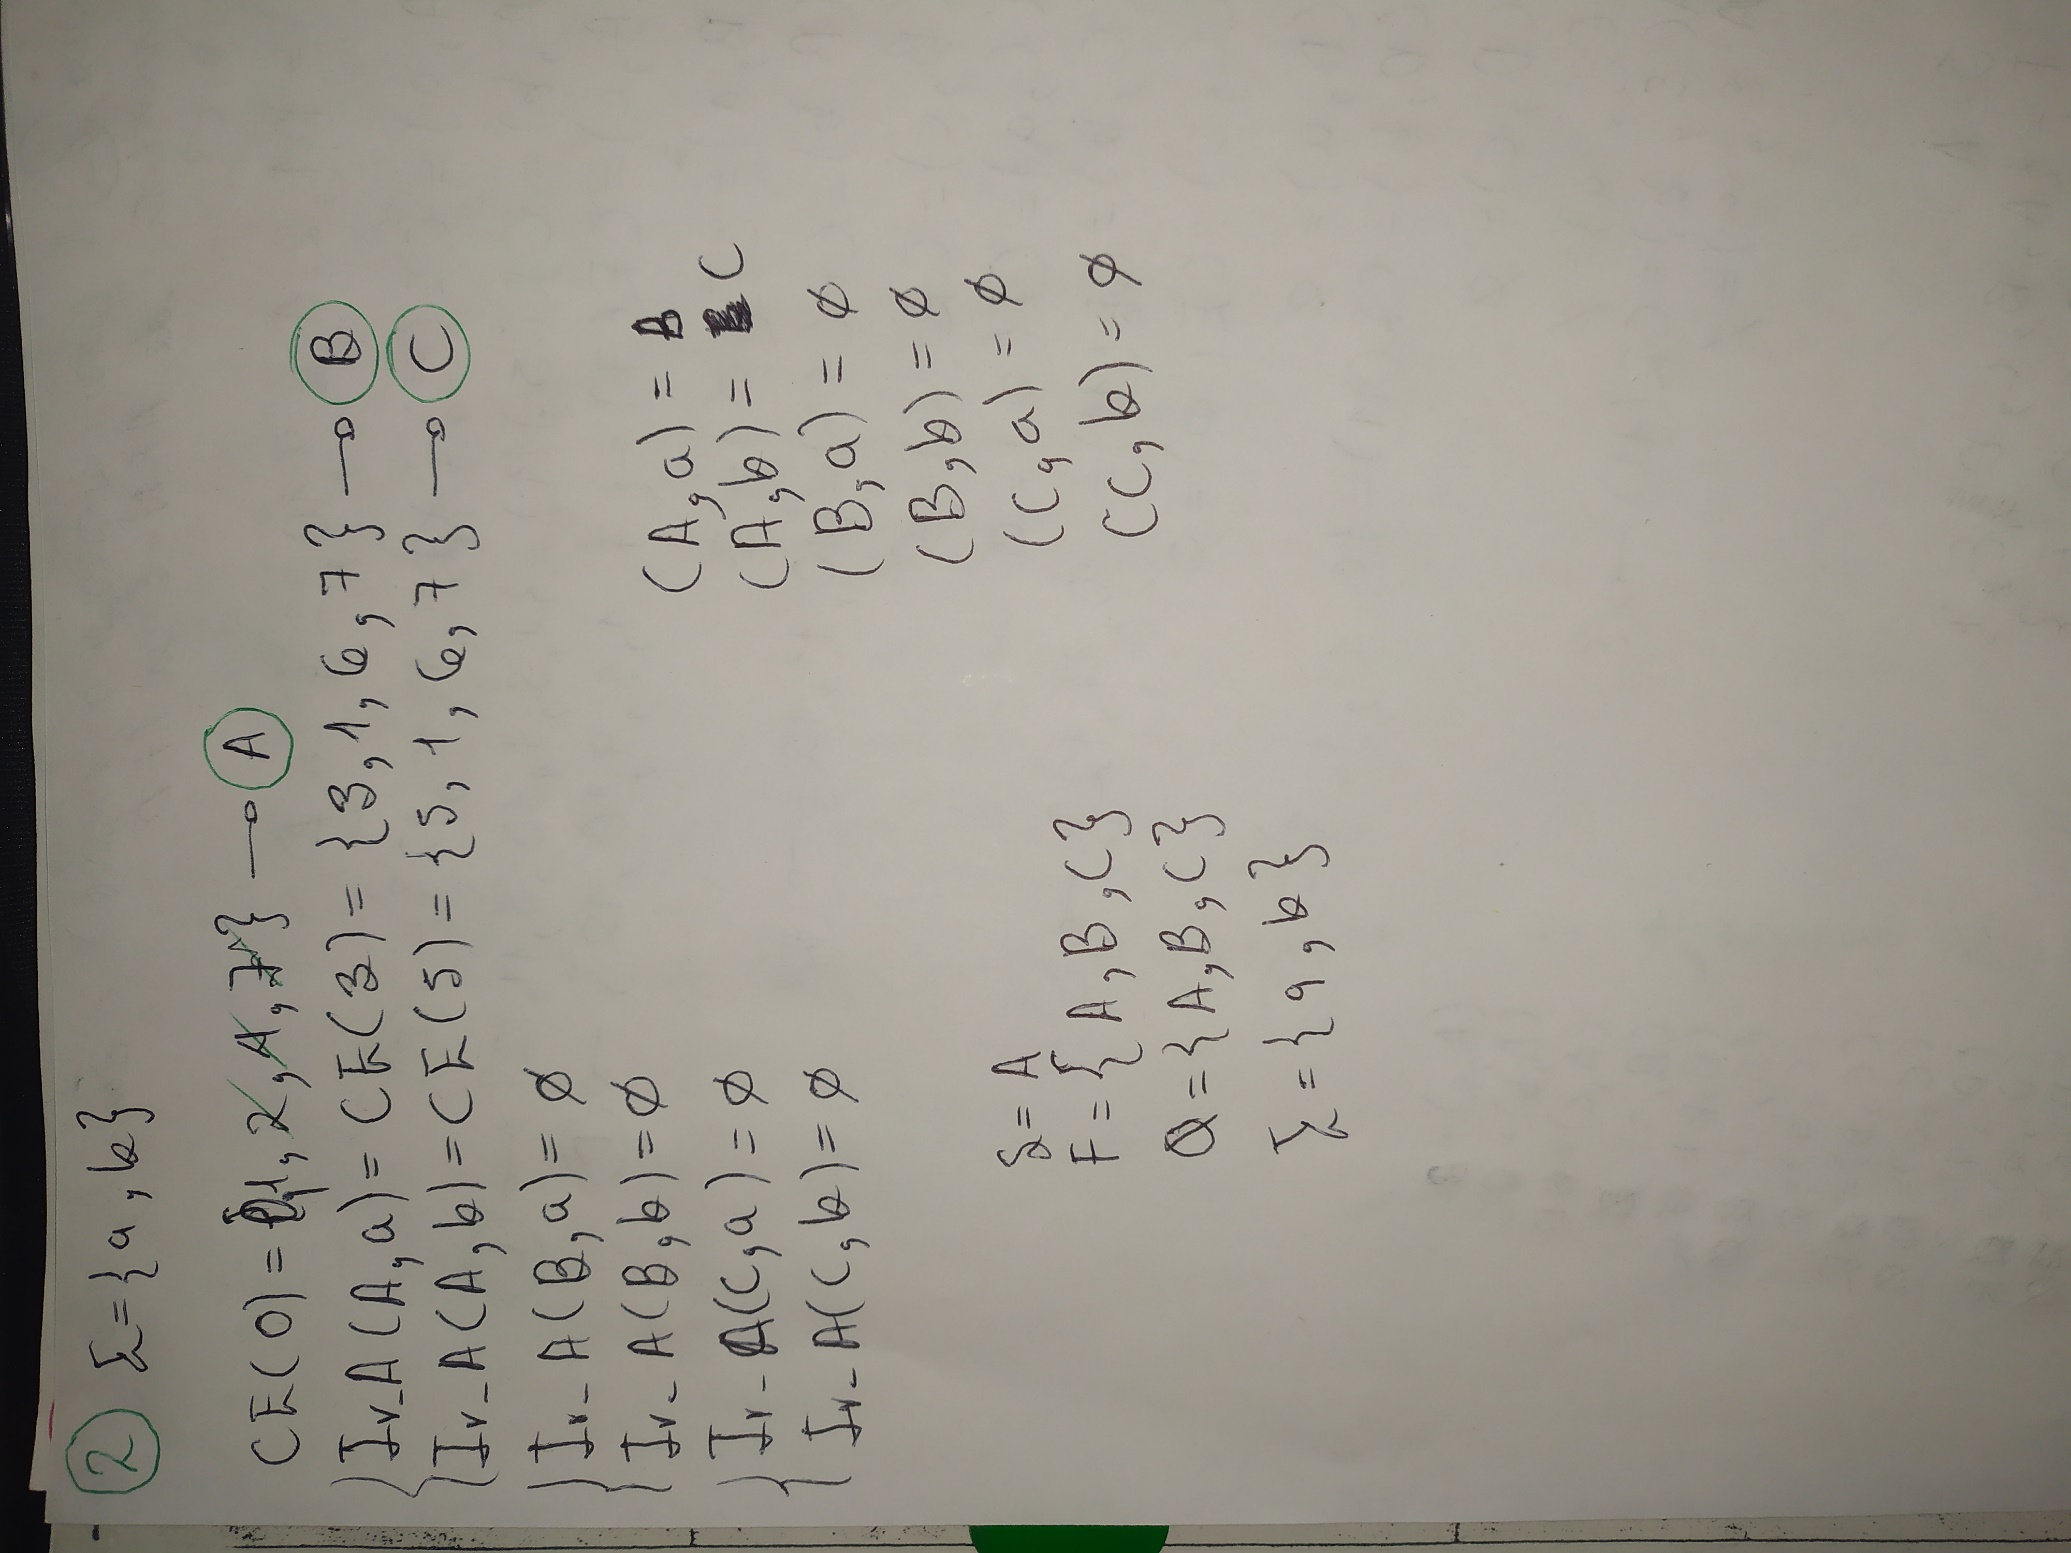 2 Σ={a,b}
CE(0)={0,1,2,4,7} → A
Ir_A(A,a)=CE(3)={3,1,6,7} → B
Ir_A(A,b)=CE(5)={5,1,6,7} → C
Ir_A(B,a)=∅
Ir_A(B,b)=∅
Ir_A(C,a)=∅
Ir_A(C,b)=∅
(A,a)=B
(A,b)= C
(B,a)=∅
(B,b)=∅
(C,a)=∅
(C,b)=∅
S=A
F={A,B,C}
Q={A,B,C}
Σ={a,b}